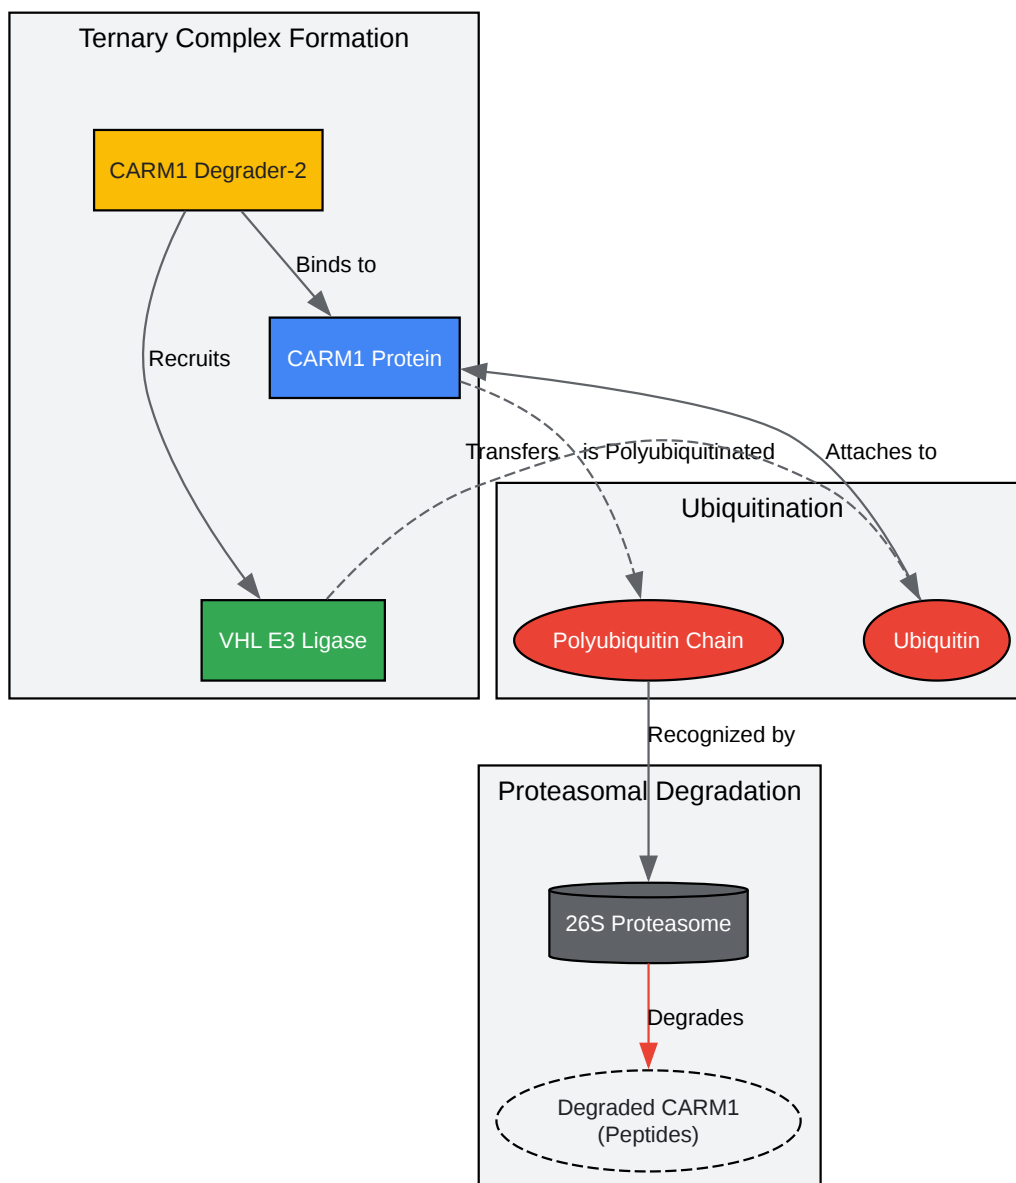 Ternary Complex Formation
CARM1 Degrader-2
Binds to
Recruits
CARM1 Protein
Transfers
is Polyubiquitinated
Attaches to
Ubiquitination
VHL E3 Ligase
Polyubiquitin Chain
Ubiquitin
Recognized by
Proteasomal Degradation
26S Proteasome
Degrades
Degraded CARM1
(Peptides)